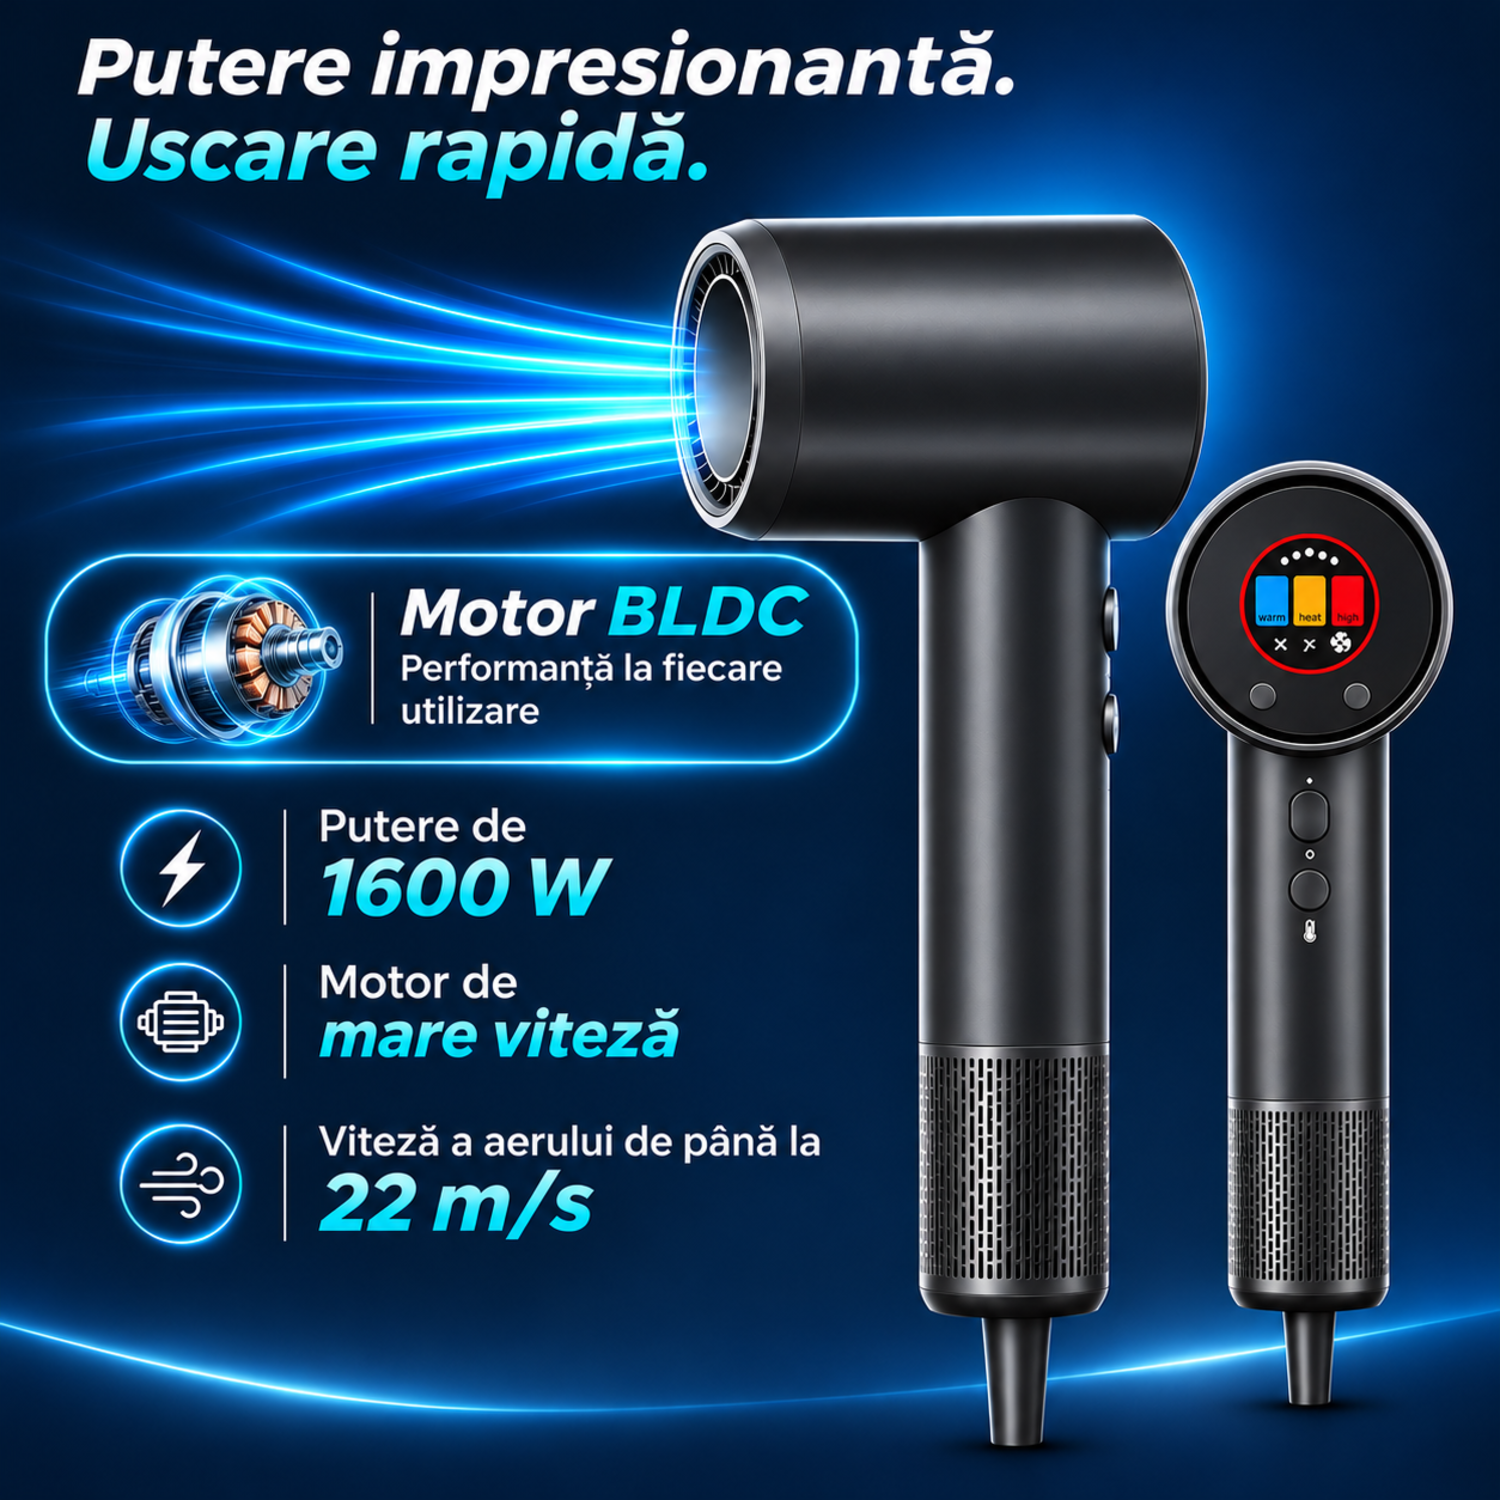 Putere impresionantă.
Uscare rapidă.
Motor BLDC
Performanță la fiecare
utilizare
Putere de
1600 W
Motor de
mare viteză
Viteză a aerului de până la
22 m/s
warm heat high